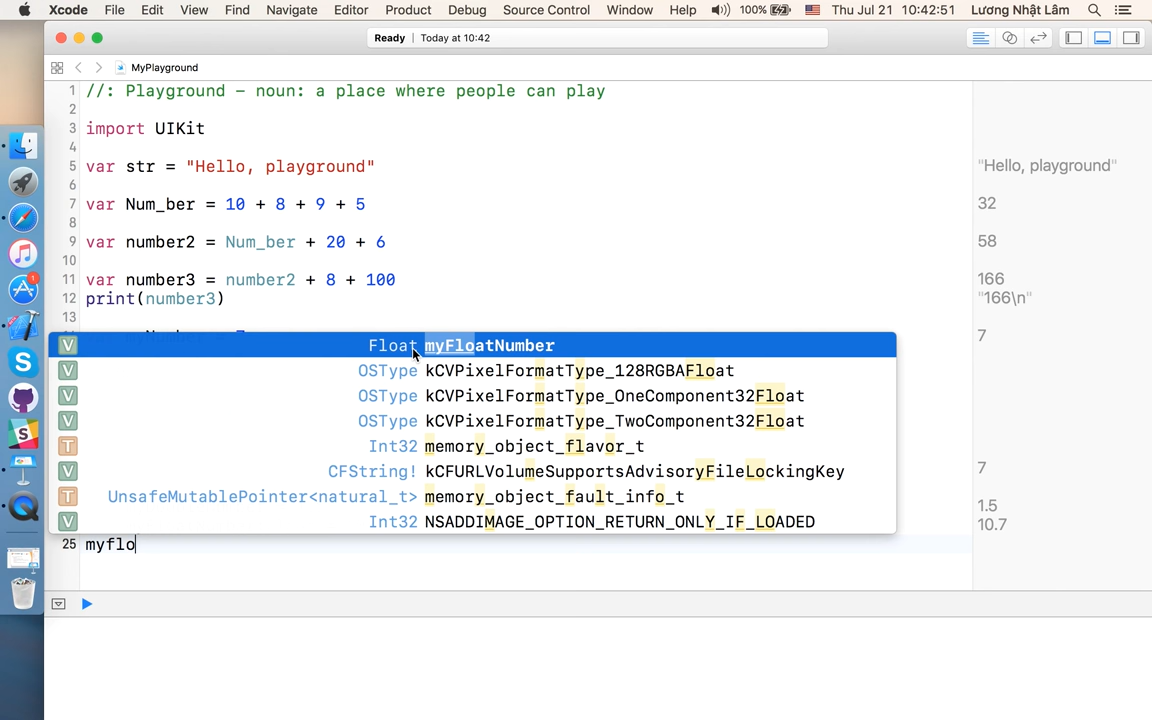 Xcode File Edit View Find Navigate Editor Product Debug Source Control Window Help 100% Thu Jul 21 10:42:51 Lương Nhật Lâm
Ready | Today at 10:42
MyPlayground
1 //: Playground - noun: a place where people can play
2
3 import UIKit
4
5 var str = "Hello, playground" "Hello, playground"
6
7 var Num_ber = 10 + 8 + 9 + 5 32
8
9 var number2 = Num_ber + 20 + 6 58
10
11 var number3 = number2 + 8 + 100 166
12 print(number3) "166\n"
13
7
V Float myFloatNumber
V OSType kCVPixelFormatType_128RGBAFloat
V OSType kCVPixelFormatType_OneComponent32Float
V OSType kCVPixelFormatType_TwoComponent32Float
T Int32 memory_object_flavor_t
V CFString! kCFURLVolumeSupportsAdvisoryFileLockingKey 7
T UnsafeMutablePointer<natural_t> memory_object_fault_info_t 1.5
V Int32 NSADDIMAGE_OPTION_RETURN_ONLY_IF_LOADED 10.7
25 myflo